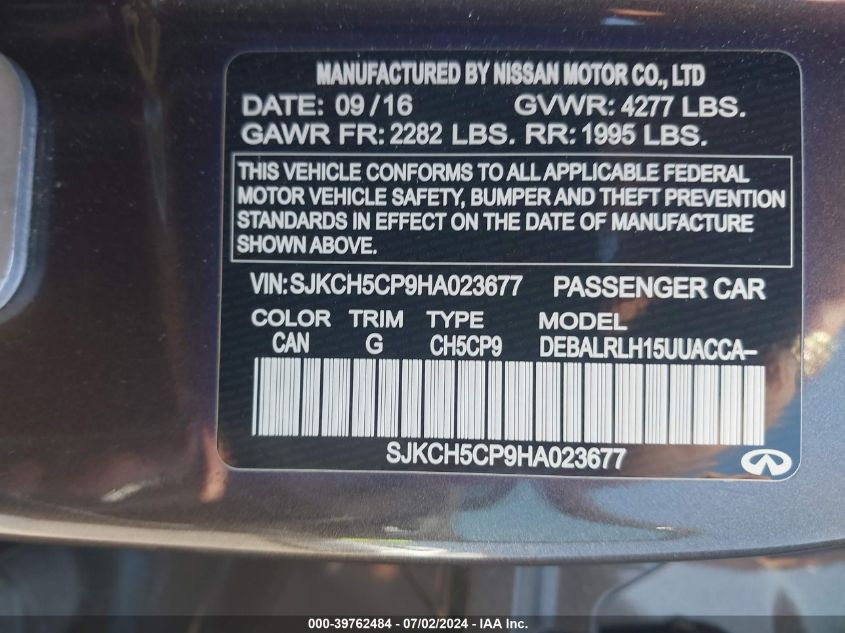 MANUFACTURED BY NISSAN MOTOR CO., LTD
DATE: 09/16 GVWR: 4277 LBS.
GAWR FR: 2282 LBS. RR: 1995 LBS.
THIS VEHICLE CONFORMS TO ALL APPLICABLE FEDERAL
MOTOR VEHICLE SAFETY, BUMPER AND THEFT PREVENTION
STANDARDS IN EFFECT ON THE DATE OF MANUFACTURE
SHOWN ABOVE.
VIN: SJKCH5CP9HA023677 PASSENGER CAR
COLOR TRIM TYPE MODEL
CAN G CH5CP9 DEBALRLH15UUACCA-
SJKCH5CP9HA023677
000-39762484 - 07/02/2024 - IAA Inc.